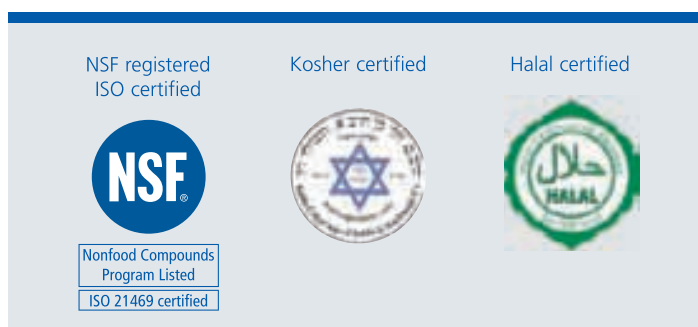 NSF registered
ISO certified
NSF®
Nonfood Compounds
Program Listed
ISO 21469 certified
Kosher certified
Halal certified
حلال
HALAL